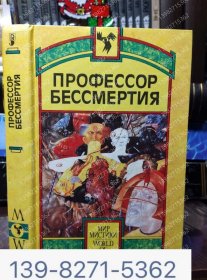 ПРОФЕССОР
БЕССМЕРТИЯ
ПРОФЕССОР
БЕССМЕРТИЯ
МИР
МИСТИКИ
WORLD
M
W
139-8271-5362